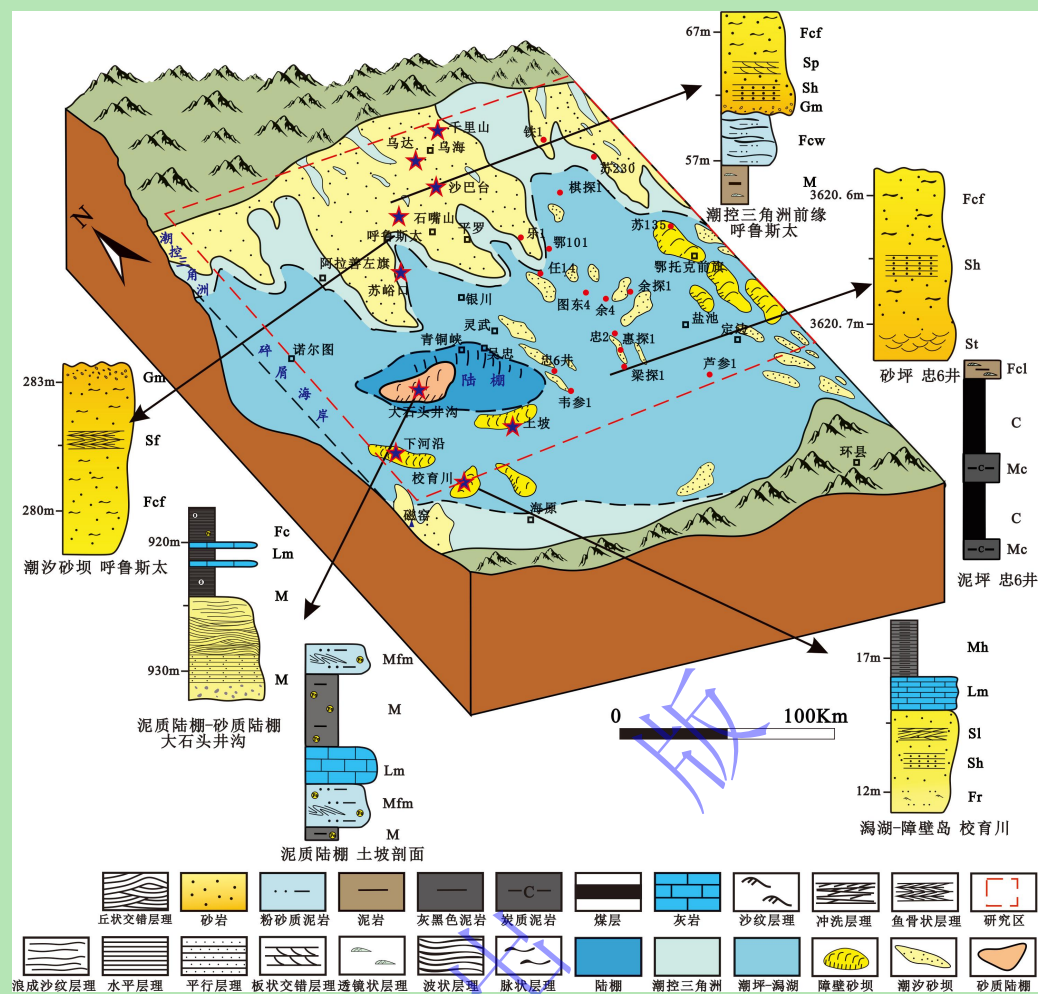 67m
Fcf
Sp
Sh
Gm
Fcw
57m
M
潮控三角洲前缘
呼鲁斯太
3620.6m
Fcf
Sh
3620.7m
St
砂坪 忠6井
Fcl
C
Mc
C
Mc
泥坪 忠6井
N
千里山
乌达
乌海
沙巴台
石嘴山
呼鲁斯太
平罗
阿拉善左旗
苏峪口
铁1
苏230
棋探1
苏135
乐1
鄂101
鄂托克前旗
任14
图东4
余探1
余4
盐池
定边
银川
灵武
青铜峡
吴忠
忠2
惠探1
忠6井
梁探1
芦参1
韦参1
潮控三角洲
碎屑海岸
诺尔图
陆棚
大石头井沟
土坡
下河沿
校育川
磁窑
海原
环县
283m
Gm
Sf
Fcf
280m
潮汐砂坝 呼鲁斯太
920m
Fc
Lm
M
930m
M
泥质陆棚-砂质陆棚
大石头井沟
Mfm
M
Lm
Mfm
M
泥质陆棚 土坡剖面
0
100Km
17m
Mh
Lm
Sl
Sh
12m
Fr
潟湖-障壁岛 校育川
版
丘状交错层理
砂岩
粉砂质泥岩
泥岩
灰黑色泥岩
C
炭质泥岩
煤层
灰岩
沙纹层理
冲洗层理
鱼骨状层理
研究区
浪成沙纹层理
水平层理
平行层理
板状交错层理
透镜状层理
波状层理
脉状层理
陆棚
潮控三角洲
潮坪-潟湖
障壁砂坝
潮汐砂坝
砂质陆棚